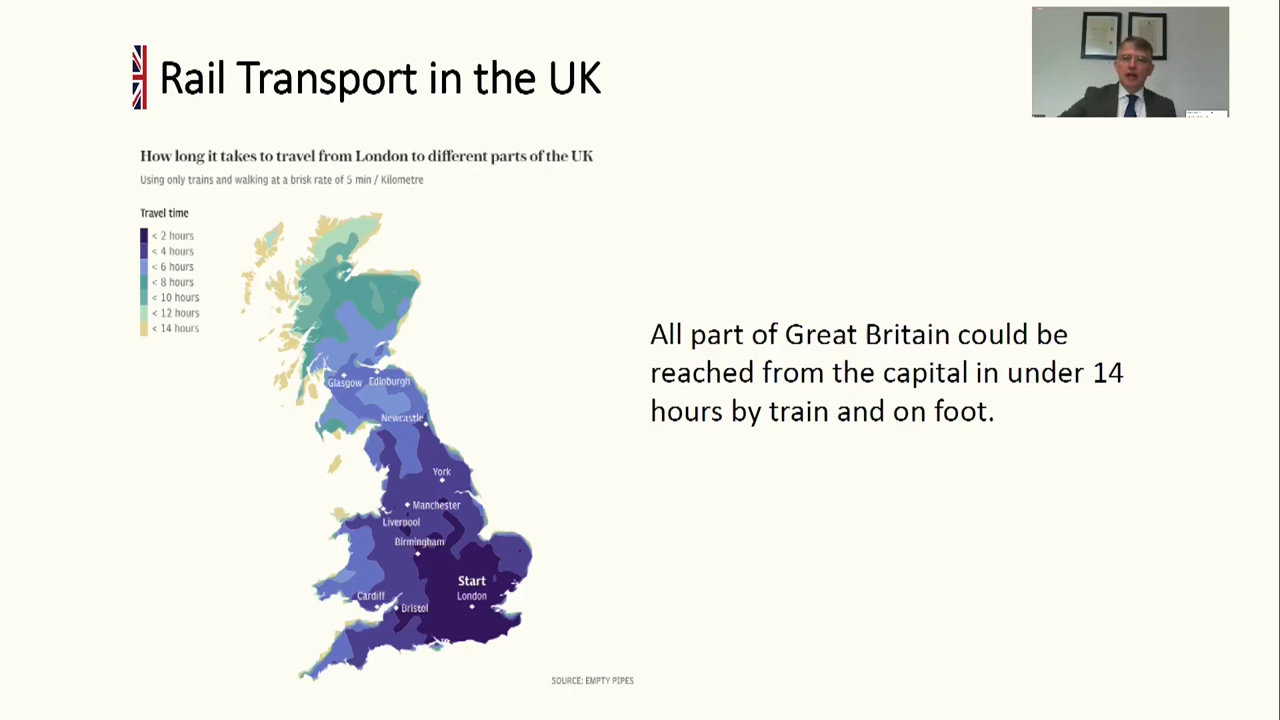 Rail Transport in the UK
How long it takes to travel from London to different parts of the UK
Using only trains and walking at a brisk rate of 5 min / Kilometre
Travel time
< 2 hours
< 4 hours
< 6 hours
< 8 hours
< 10 hours
< 12 hours
< 14 hours
Glasgow
Edinburgh
Newcastle
York
Manchester
Liverpool
Birmingham
Start
London
Cardiff
Bristol
All part of Great Britain could be
reached from the capital in under 14
hours by train and on foot.
SOURCE: EMPTY PIPES